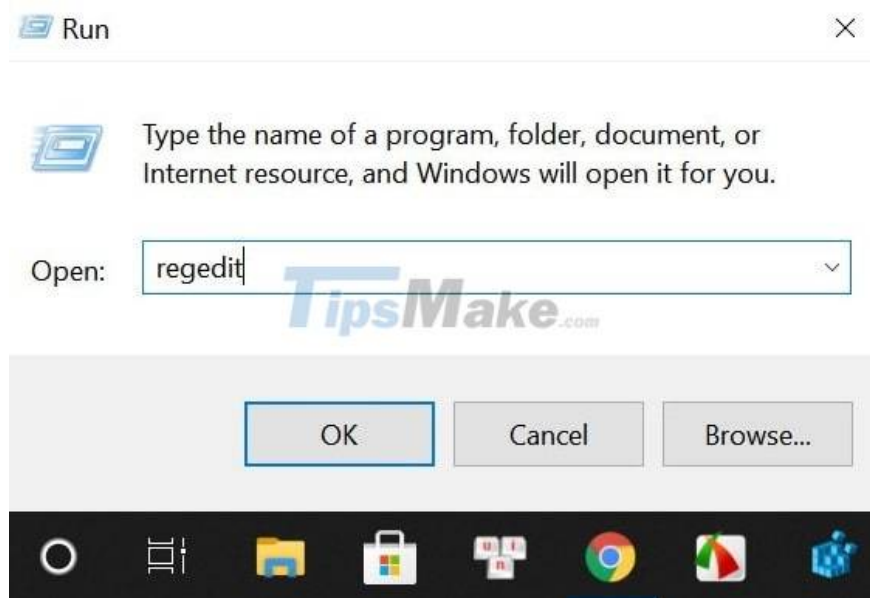 Run
Type the name of a program, folder, document, or
Internet resource, and Windows will open it for you.
Open: regedit
TipsMake.com
OK Cancel Browse...
u i
n